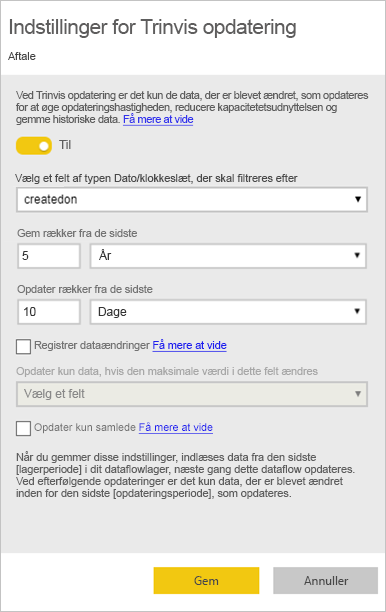 Indstillinger for Trinvis opdatering
Aftale
Ved Trinvis opdatering er det kun de data, der er blevet ændret, som opdateres
for at øge opdateringshastigheden, reducere kapacitetetsudnyttelsen og
gemme historiske data. Få mere at vide
Til
Vælg et felt af typen Dato/klokkeslæt, der skal filtreres efter
createdon
Gem rækker fra de sidste
5 År
Opdater rækker fra de sidste
10 Dage
Registrer dataændringer Få mere at vide
Opdater kun data, hvis den maksimale værdi i dette felt ændres
Vælg et felt
Opdater kun samlede Få mere at vide
Når du gemmer disse indstillinger, indlæses data fra den sidste
[lagerperiode] i dit dataflowlager, næste gang dette dataflow opdateres.
Ved efterfølgende opdateringer er det kun data, der er blevet ændret
inden for den sidste [opdateringsperiode], som opdateres.
Gem Annuller